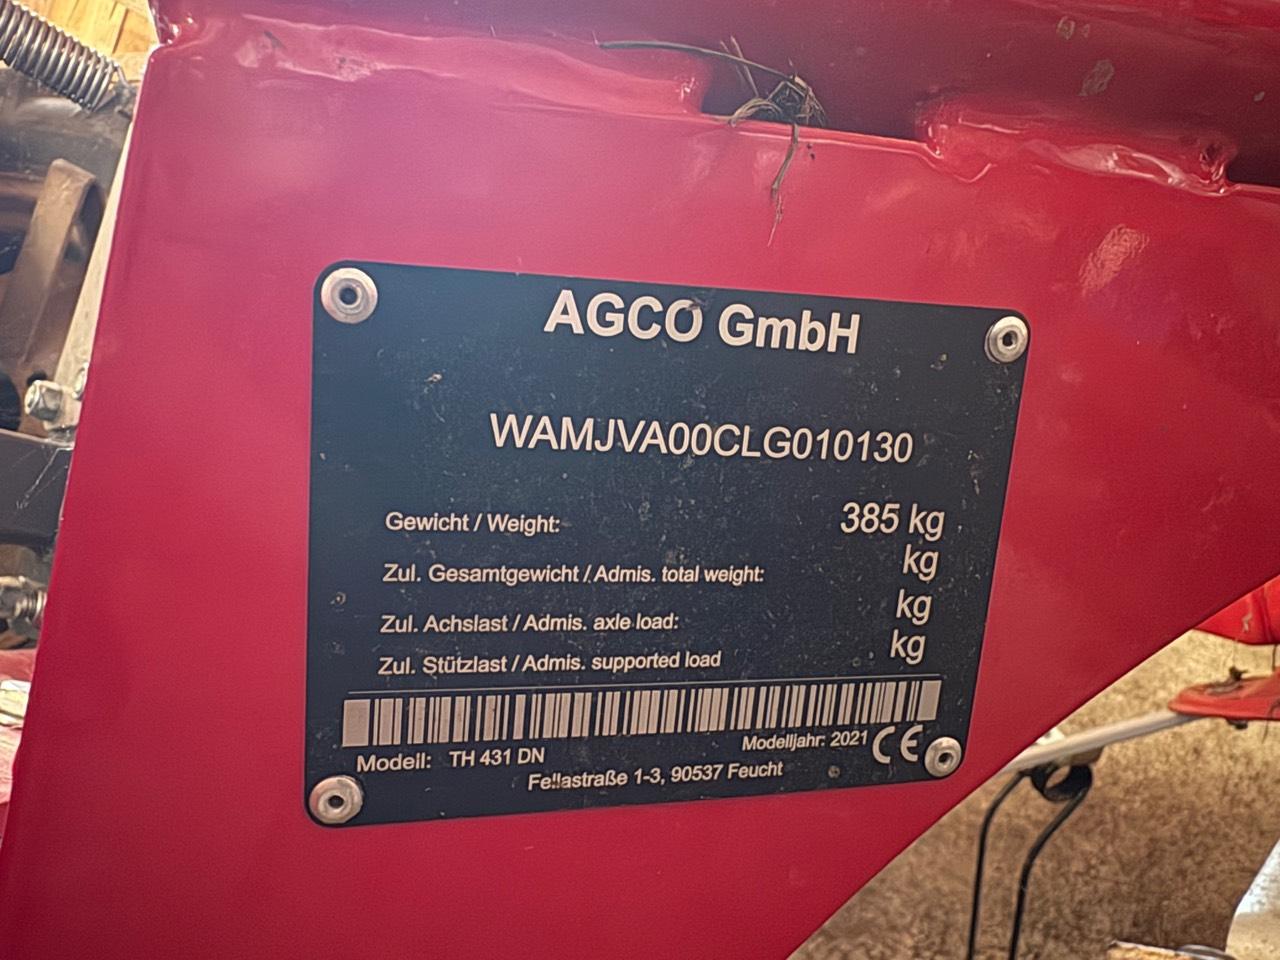 AGCO GmbH
WAMJVA00CLG010130
Gewicht / Weight: 385 kg
Zul. Gesamtgewicht / Admis. total weight: kg
Zul. Achslast / Admis. axle load: kg
Zul. Stützlast / Admis. supported load kg
Modell: TH 431 DN Modelljahr: 2021 CE
Fellastraße 1-3, 90537 Feucht